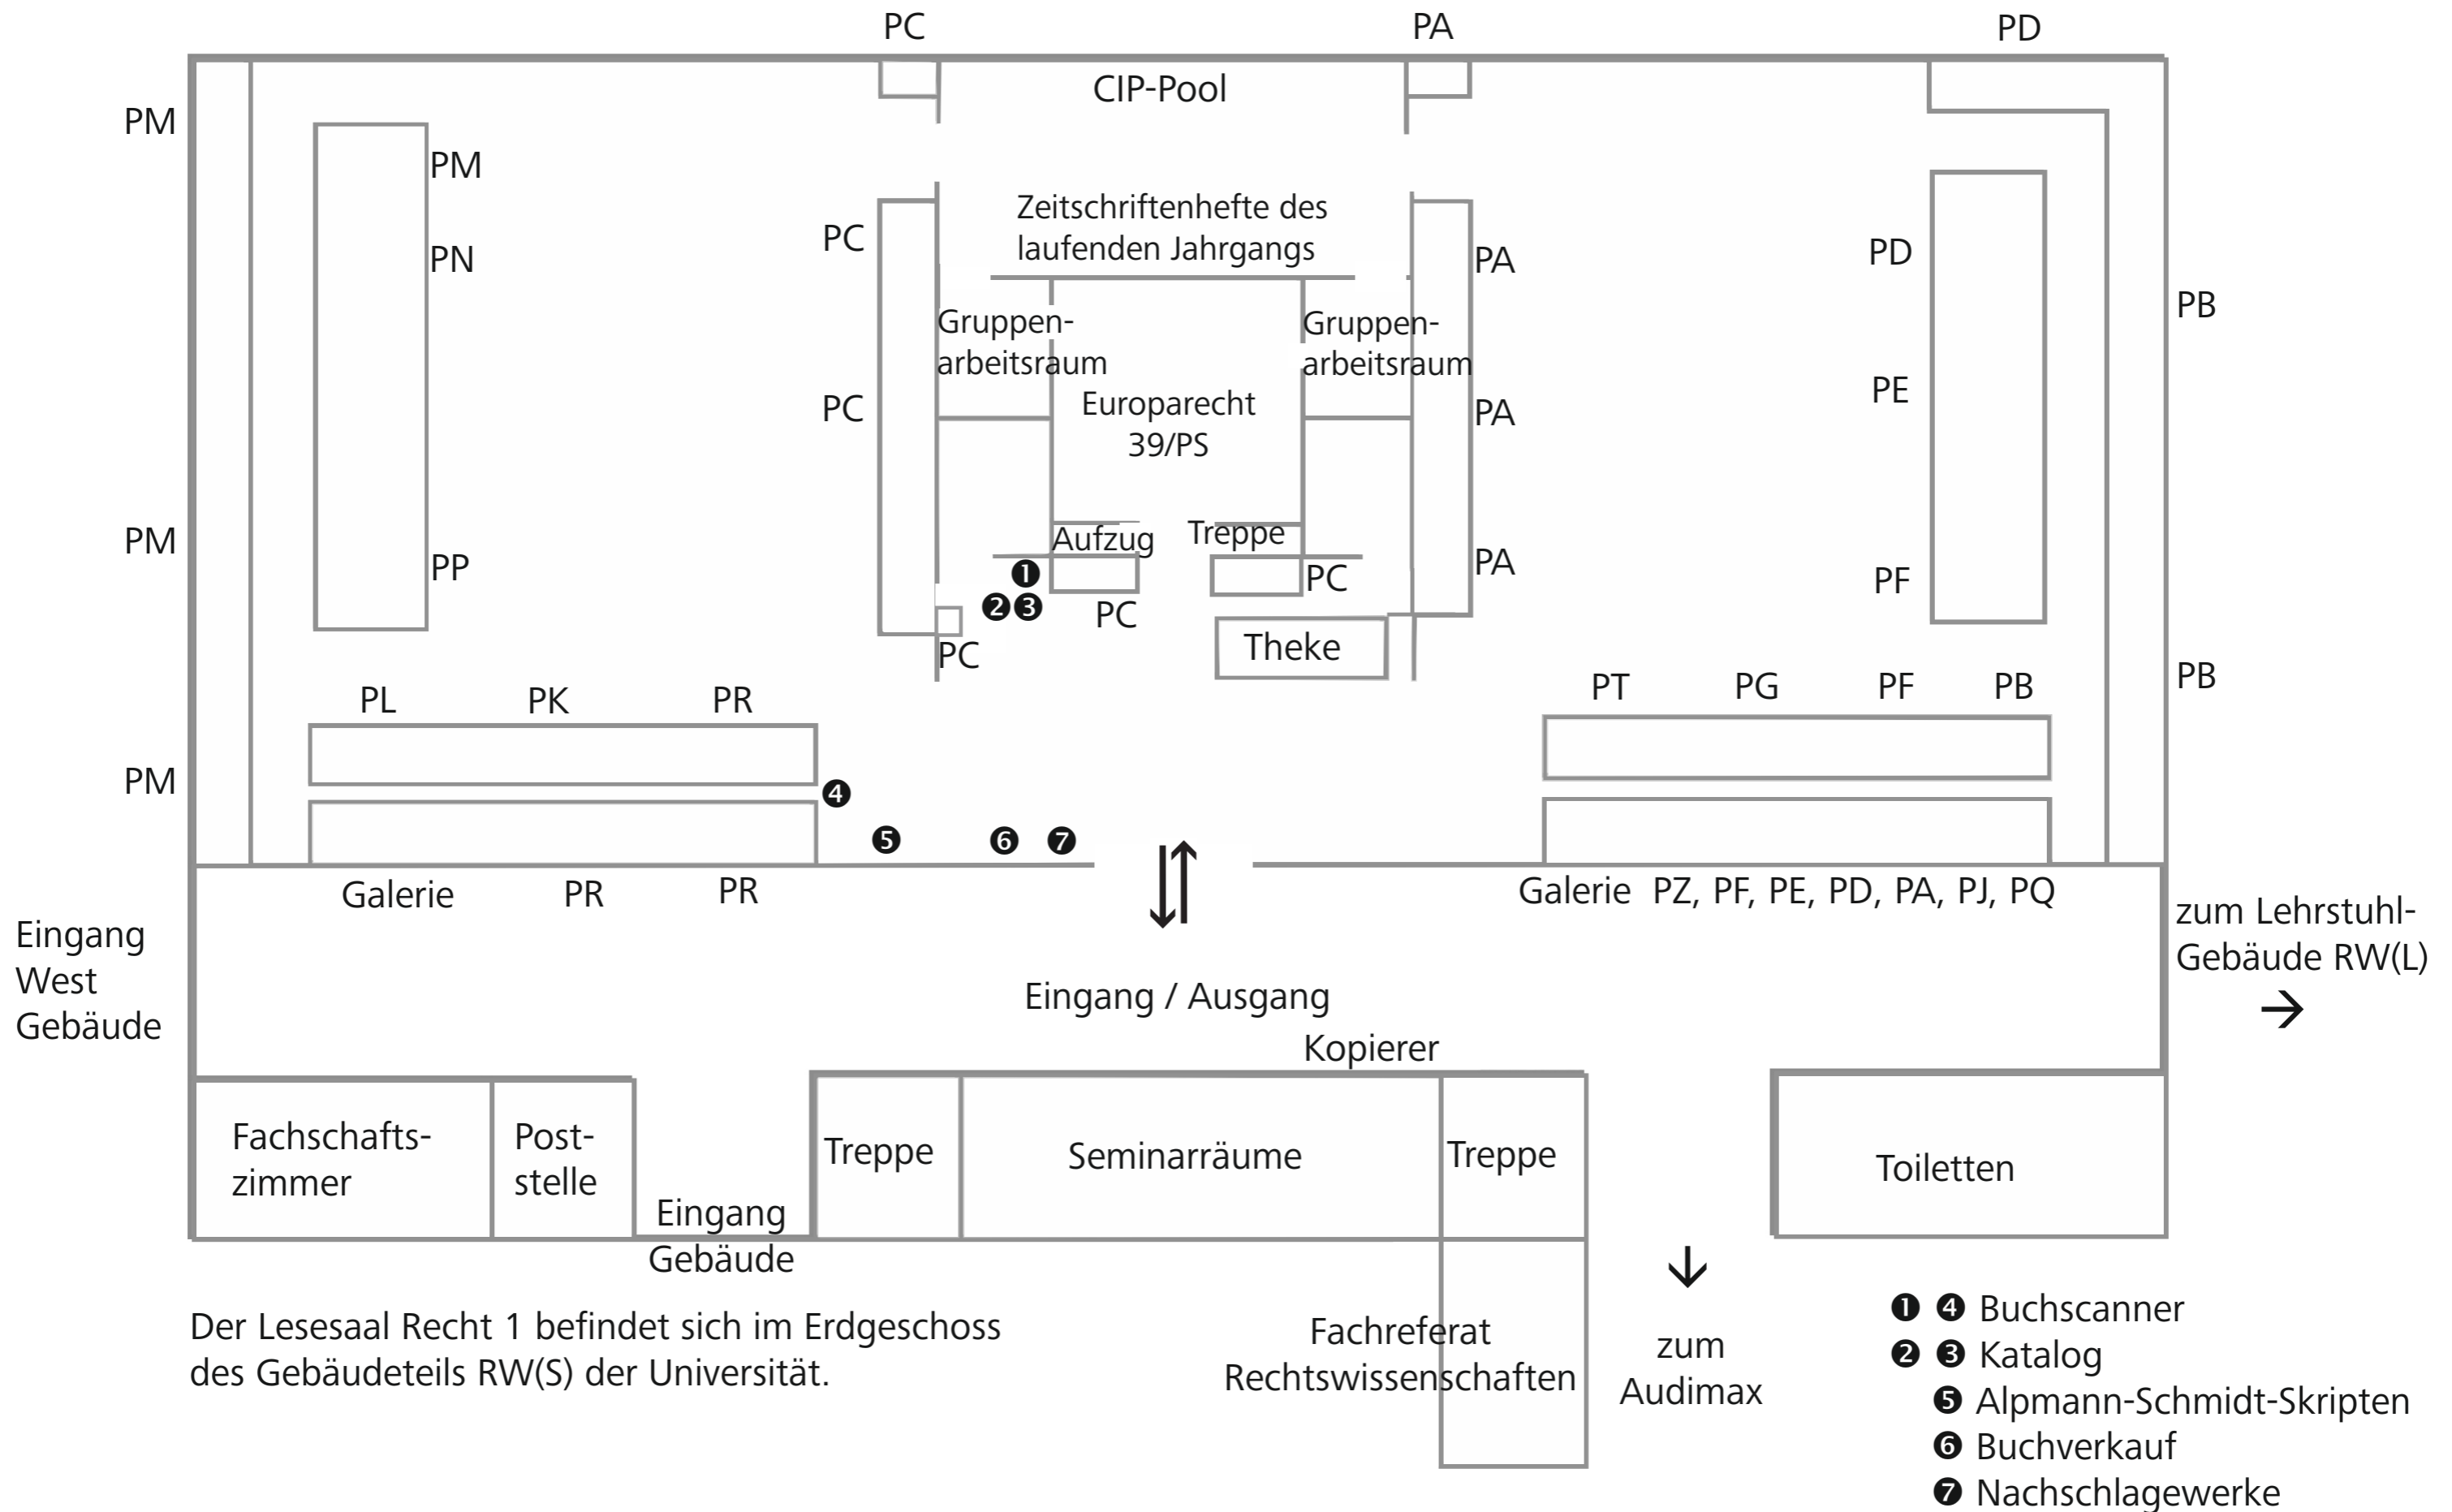 PC PA PD
CIP-Pool
PM
PM
Zeitschriftenhefte des
laufenden Jahrgangs
PC PD
PN PA
PB
Gruppen-
arbeitsraum
Gruppen-
arbeitsraum
PE
PC Europarecht PA
39/PS
PM Aufzug Treppe
PP ❶ PC PA PF
❷ ❸ PC
PC Theke
PL PK PR PT PG PF PB PB
PM ❹
❺ ❻ ❼
Galerie PR PR
Galerie PZ, PF, PE, PD, PA, PJ, PQ
Eingang
West
Gebäude
zum Lehrstuhl-
Gebäude RW(L)
→
Eingang / Ausgang
Kopierer
Fachschafts-
zimmer
Post-
stelle
Eingang
Gebäude
Treppe
Seminarräume
Treppe
Toiletten
Der Lesesaal Recht 1 befindet sich im Erdgeschoss
des Gebäudeteils RW(S) der Universität.
Fachreferat
Rechtswissenschaften
zum
Audimax
❶ ❹ Buchscanner
❷ ❸ Katalog
❺ Alpmann-Schmidt-Skripten
❻ Buchverkauf
❼ Nachschlagewerke